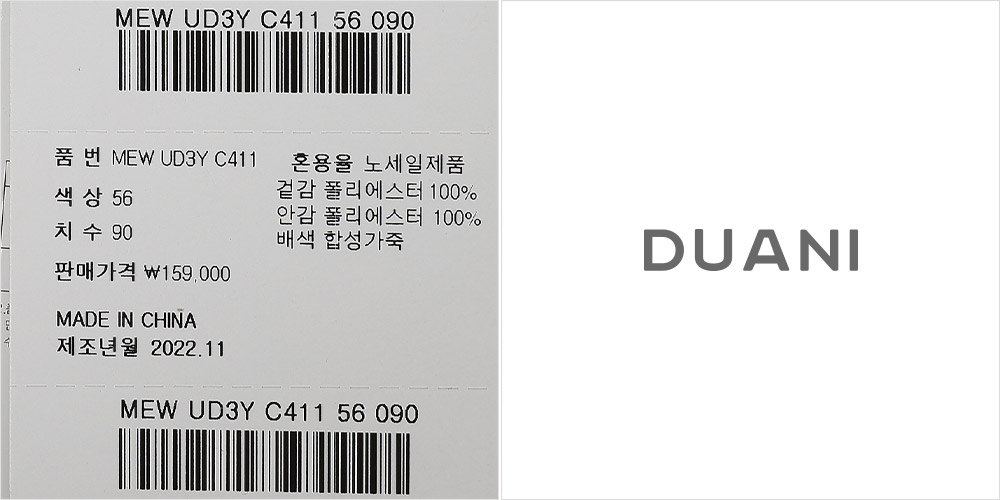 MEW UD3Y C411 56 090
품 번 MEW UD3Y C411
색 상 56
치 수 90
판매가격 ₩159,000
MADE IN CHINA
제조년월 2022.11
혼용율 노세일제품
겉감 폴리에스터 100%
안감 폴리에스터 100%
배색 합성가죽
MEW UD3Y C411 56 090
DUANI